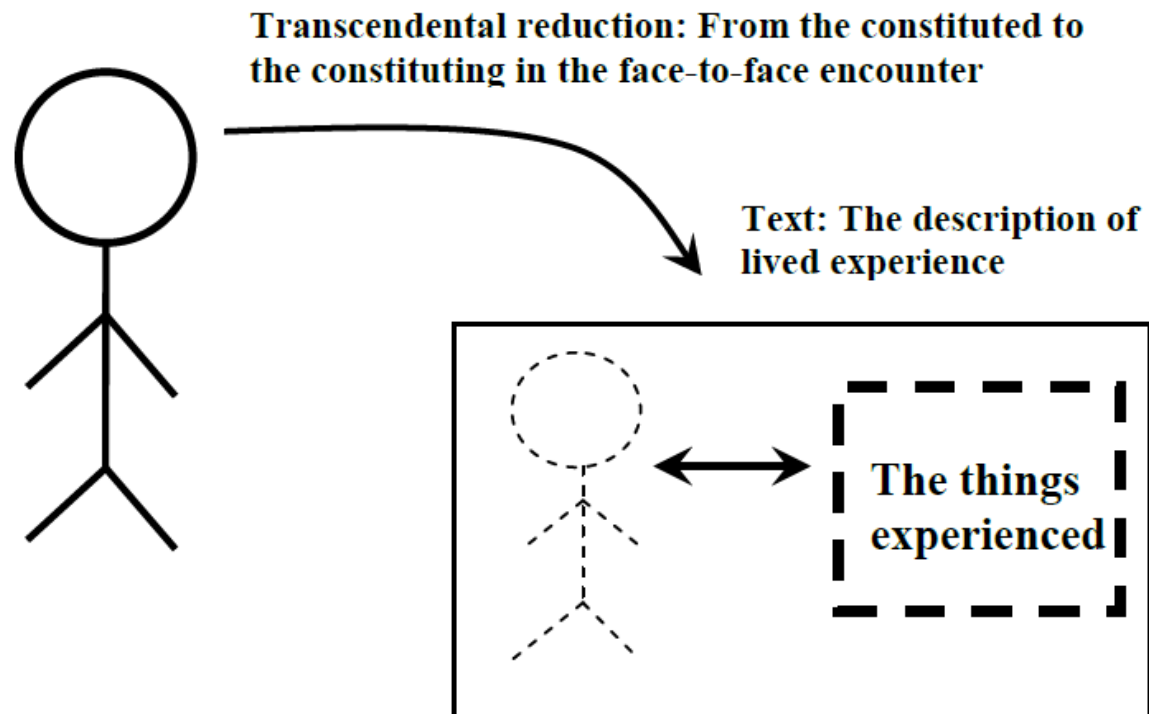 Transcendental reduction: From the constituted to
the constituting in the face-to-face encounter
Text: The description of
lived experience
The things
experienced